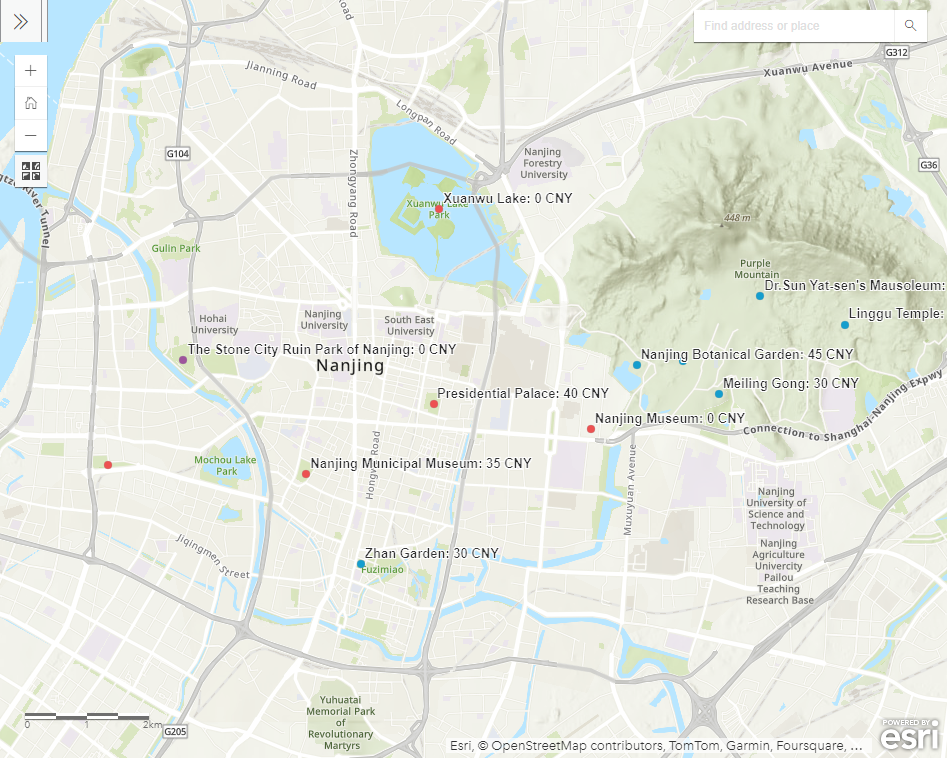 Find address or place
G312
Xuanwu Avenue
Road
Jianning Road
Longpan Road
G104
Zhongyang Road
Nanjing
Forestry
University
G36
River Tunnel
Xuanwu Lake: 0 CNY
Xuanwu Lake
Park
448 m
Gulin Park
Purple
Mountain
Dr.Sun Yat-sen's Mausoleum:
Linggu Temple:
Hohai
University
Nanjing
University
South East
University
The Stone City Ruin Park of Nanjing: 0 CNY
Nanjing
Nanjing Botanical Garden: 45 CNY
Meiling Gong: 30 CNY
Presidential Palace: 40 CNY
Nanjing Museum: 0 CNY
Connection to Shanghai-Nanjing Expwy
Mochou Lake
Park
Nanjing Municipal Museum: 35 CNY
Hongwu Road
Muxuyuan Avenue
Nanjing
University of
Science and
Technology
Nanjing
Agriculture
Univercity
Pailou
Teaching
Research Base
Jiqingmen Street
Zhan Garden: 30 CNY
Fuzimiao
Yuhuatai
Memorial Park
of
Revolutionary
Martyrs
0 1 2km
G205
POWERED BY
esri
Esri, © OpenStreetMap contributors, TomTom, Garmin, Foursquare, ...